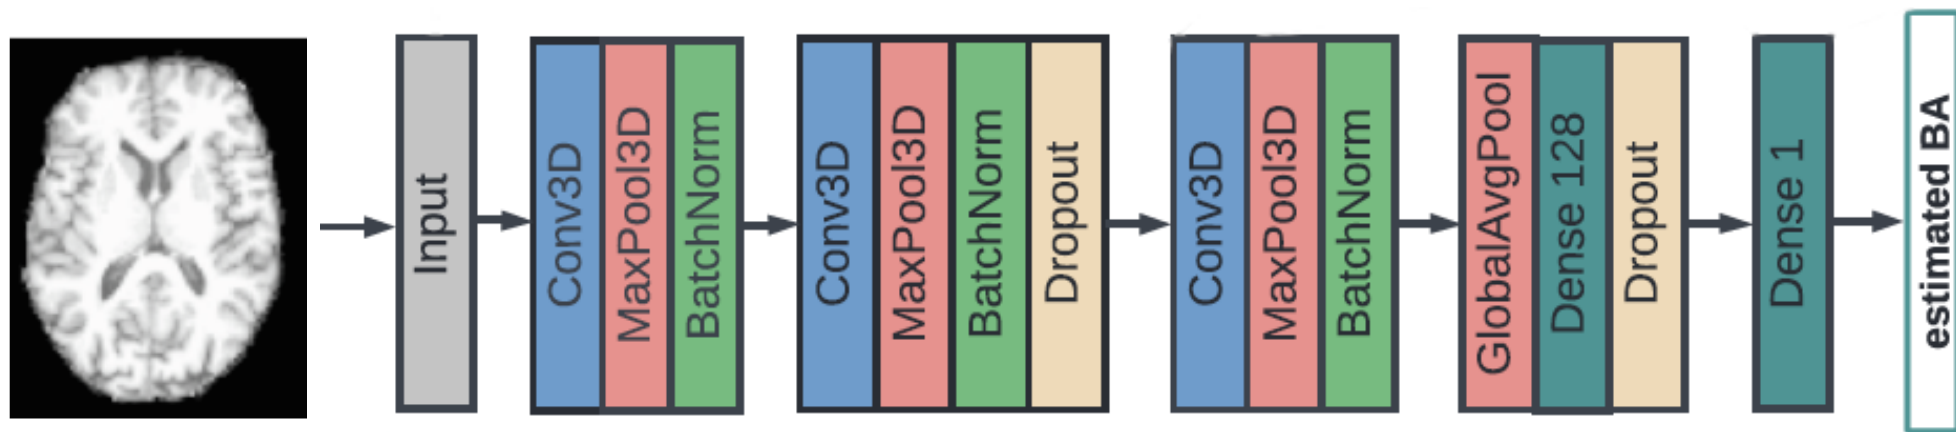 Input
Conv3D
MaxPool3D
BatchNorm
Conv3D
MaxPool3D
BatchNorm
Dropout
Conv3D
MaxPool3D
BatchNorm
GlobalAvgPool
Dense 128
Dropout
Dense 1
estimated BA